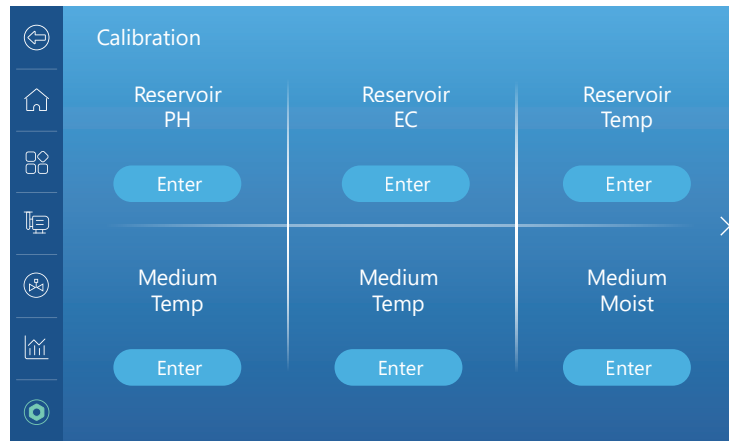 Calibration
Reservoir
PH
Reservoir
EC
Reservoir
Temp
Enter
Enter
Enter
Medium
Temp
Medium
Temp
Medium
Moist
Enter
Enter
Enter